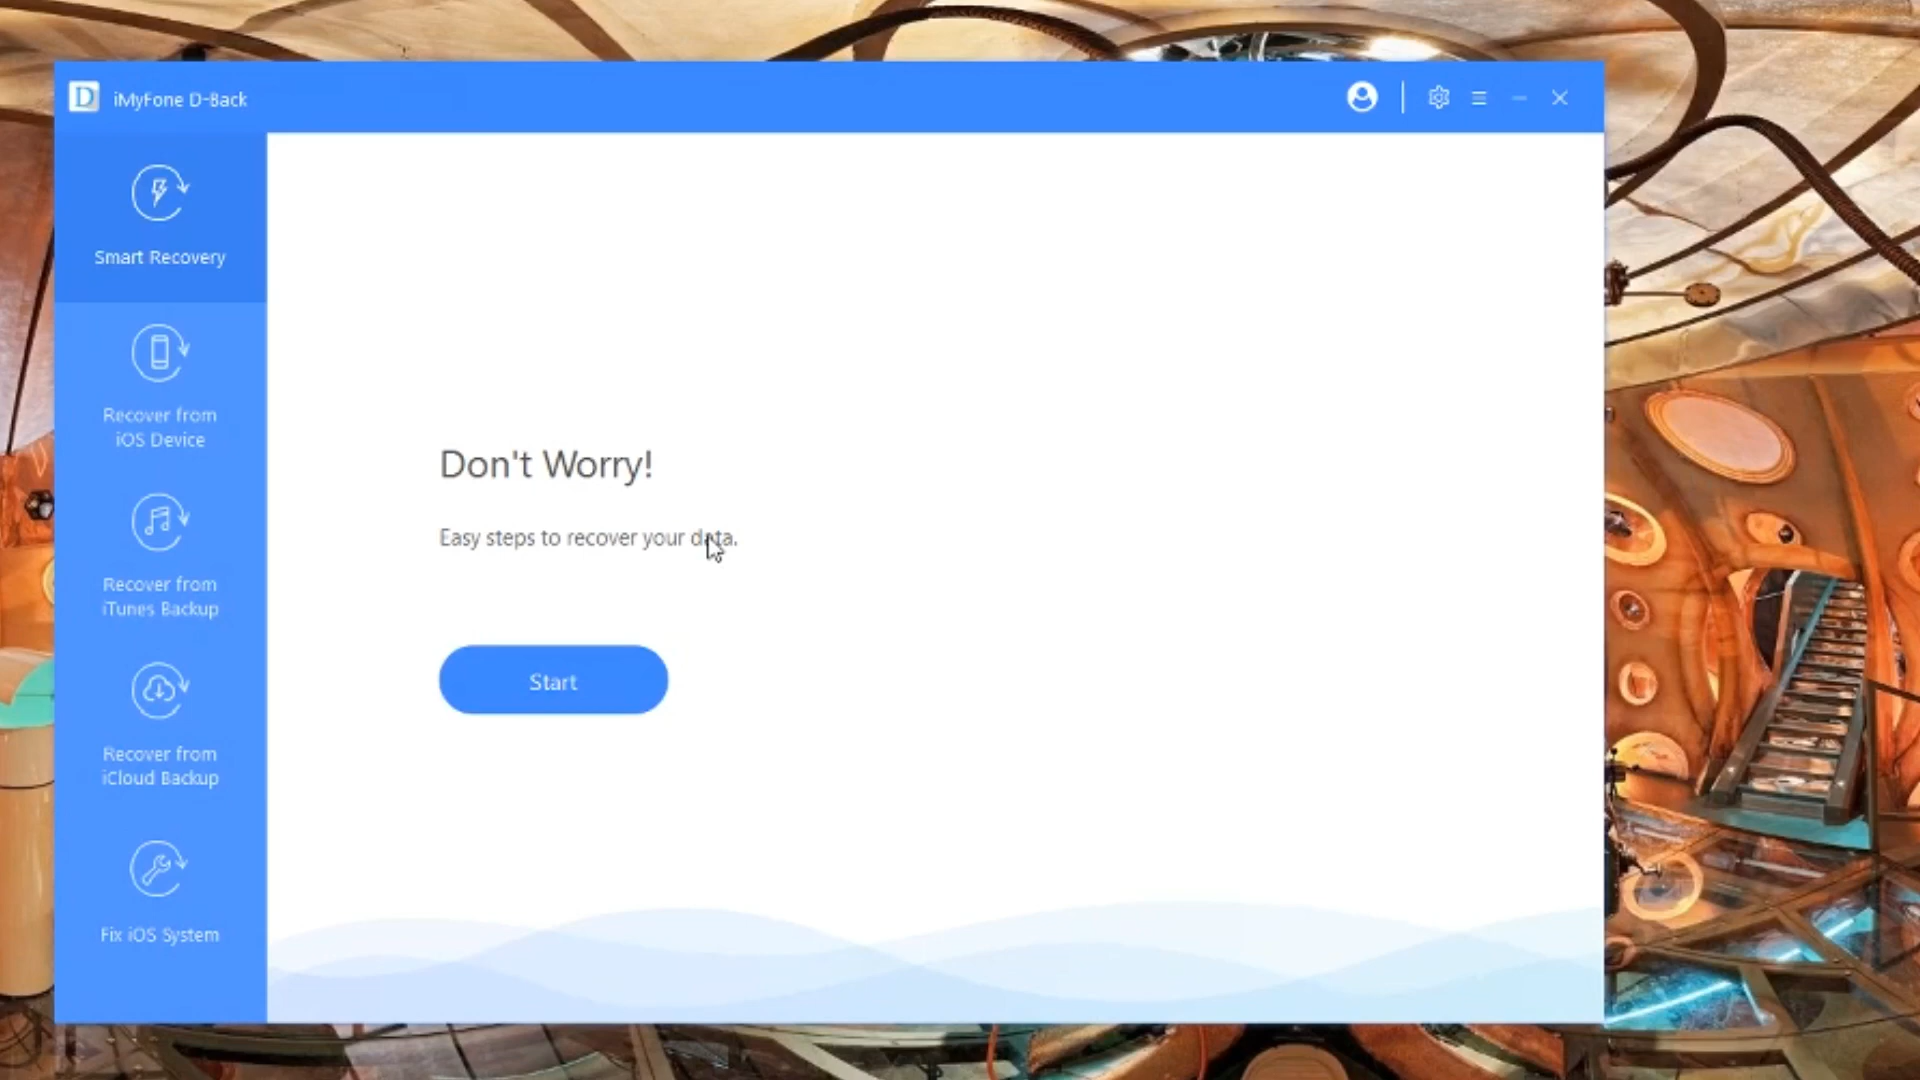 D iMyFone D-Back
Smart Recovery
Recover from
iOS Device
Recover from
iTunes Backup
Recover from
iCloud Backup
Fix iOS System
Don't Worry!
Easy steps to recover your data.
Start